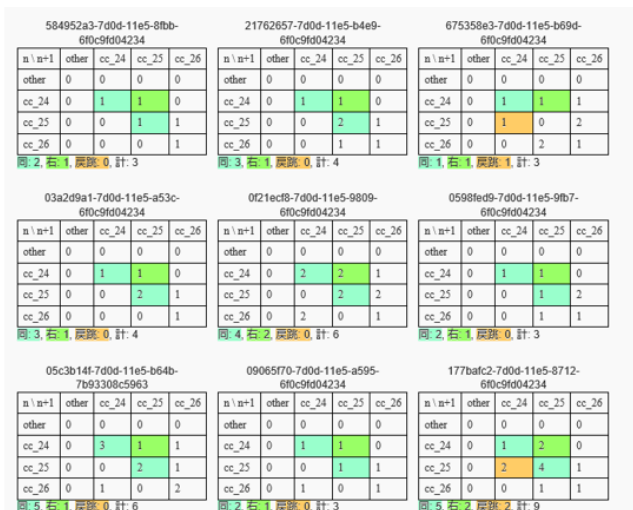 584952a3-7d0d-11e5-8fbb-
6f0c9fd04234
n \ n+1 other cc_24 cc_25 cc_26
other 0 0 0 0
cc_24 0 1 1 0
cc_25 0 0 1 1
cc_26 0 0 0 1
同: 2, 右: 1, 戻跳: 0, 計: 3
21762657-7d0d-11e5-b4e9-
6f0c9fd04234
n \ n+1 other cc_24 cc_25 cc_26
other 0 0 0 0
cc_24 0 1 1 0
cc_25 0 0 2 1
cc_26 0 0 1 1
同: 3, 右: 1, 戻跳: 0, 計: 4
675358e3-7d0d-11e5-b69d-
6f0c9fd04234
n \ n+1 other cc_24 cc_25 cc_26
other 0 0 0 0
cc_24 0 1 1 1
cc_25 0 1 0 2
cc_26 0 0 2 1
同: 1, 右: 1, 戻跳: 1, 計: 3
03a2d9a1-7d0d-11e5-a53c-
6f0c9fd04234
n \ n+1 other cc_24 cc_25 cc_26
other 0 0 0 0
cc_24 0 1 1 0
cc_25 0 0 2 1
cc_26 0 0 0 1
同: 3, 右: 1, 戻跳: 0, 計: 4
0f21ecf8-7d0d-11e5-9809-
6f0c9fd04234
n \ n+1 other cc_24 cc_25 cc_26
other 0 0 0 0
cc_24 0 2 2 1
cc_25 0 0 2 2
cc_26 0 2 0 1
同: 4, 右: 2, 戻跳: 0, 計: 6
0598fed9-7d0d-11e5-9fb7-
6f0c9fd04234
n \ n+1 other cc_24 cc_25 cc_26
other 0 0 0 0
cc_24 0 1 1 0
cc_25 0 0 1 2
cc_26 0 0 1 1
同: 2, 右: 1, 戻跳: 0, 計: 3
05c3b14f-7d0d-11e5-b64b-
7b93308c5963
n \ n+1 other cc_24 cc_25 cc_26
other 0 0 0 0
cc_24 0 3 1 1
cc_25 0 0 2 1
cc_26 0 1 0 2
同: 5, 右: 1, 戻跳: 0, 計: 6
09065f70-7d0d-11e5-a595-
6f0c9fd04234
n \ n+1 other cc_24 cc_25 cc_26
other 0 0 0 0
cc_24 0 1 1 0
cc_25 0 0 1 1
cc_26 0 1 0 1
同: 2, 右: 1, 戻跳: 0, 計: 3
177bafc2-7d0d-11e5-8712-
6f0c9fd04234
n \ n+1 other cc_24 cc_25 cc_26
other 0 0 0 0
cc_24 0 1 2 0
cc_25 0 2 4 1
cc_26 0 0 1 1
同: 5, 右: 2, 戻跳: 2, 計: 9